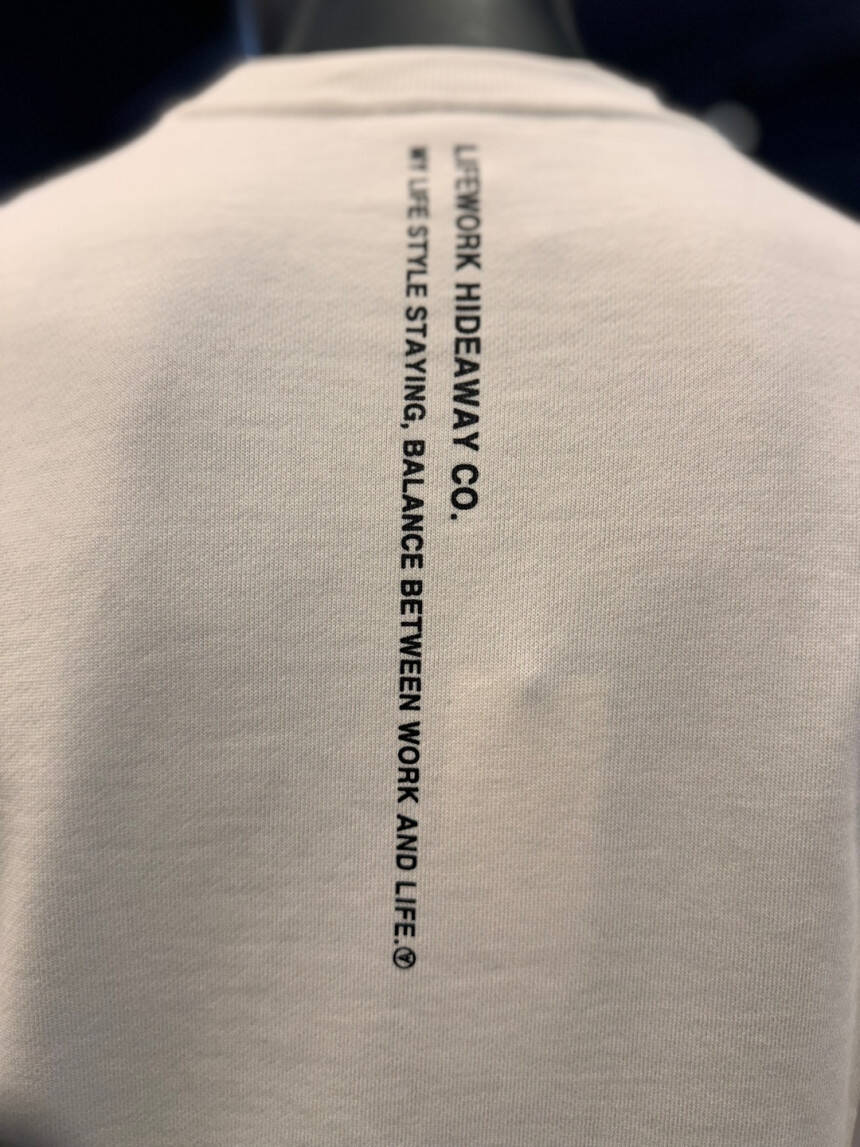 LIFEWORK HIDEAWAY CO.
MY LIFE STYLE STAYING, BALANCE BETWEEN WORK AND LIFE.